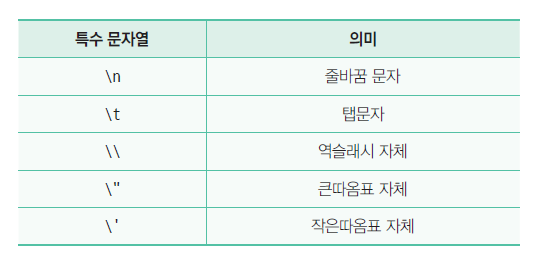 특수 문자열 의미
\n 줄바꿈 문자
\t 탭문자
\\ 역슬래시 자체
\" 큰따옴표 자체
\' 작은따옴표 자체